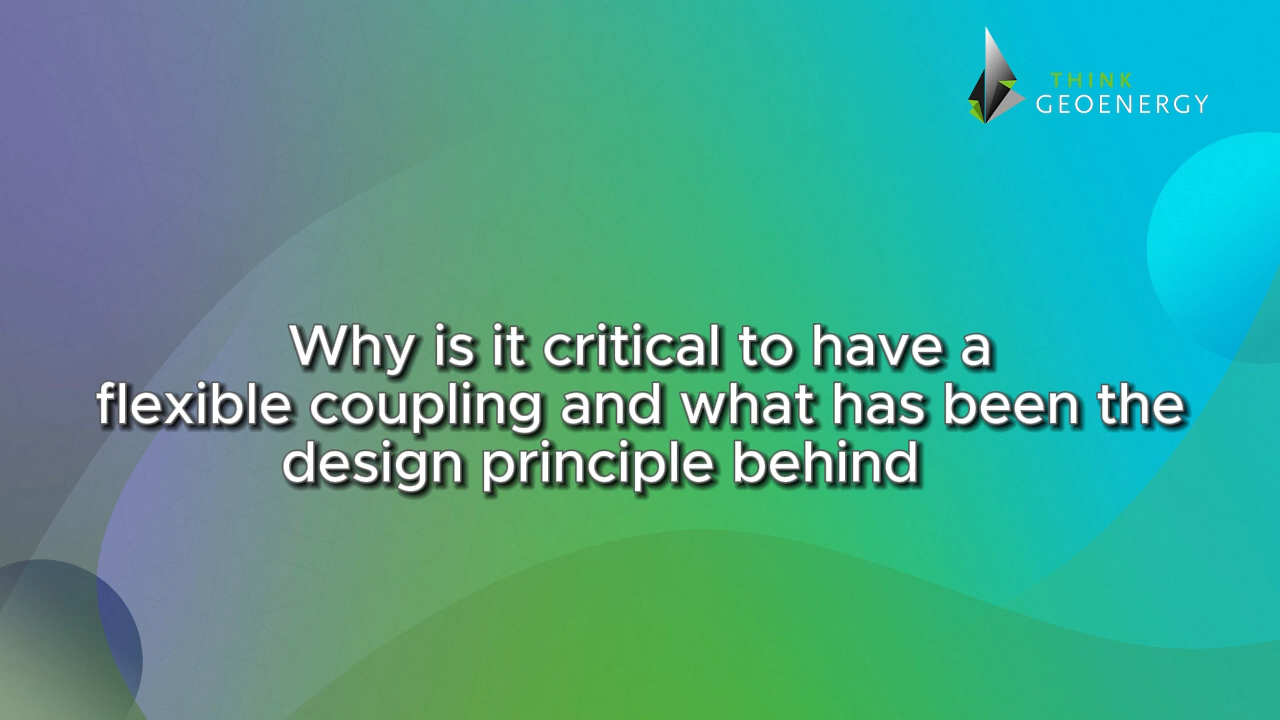 THINK
GEOENERGY
Why is it critical to have a
flexible coupling and what has been the
design principle behind